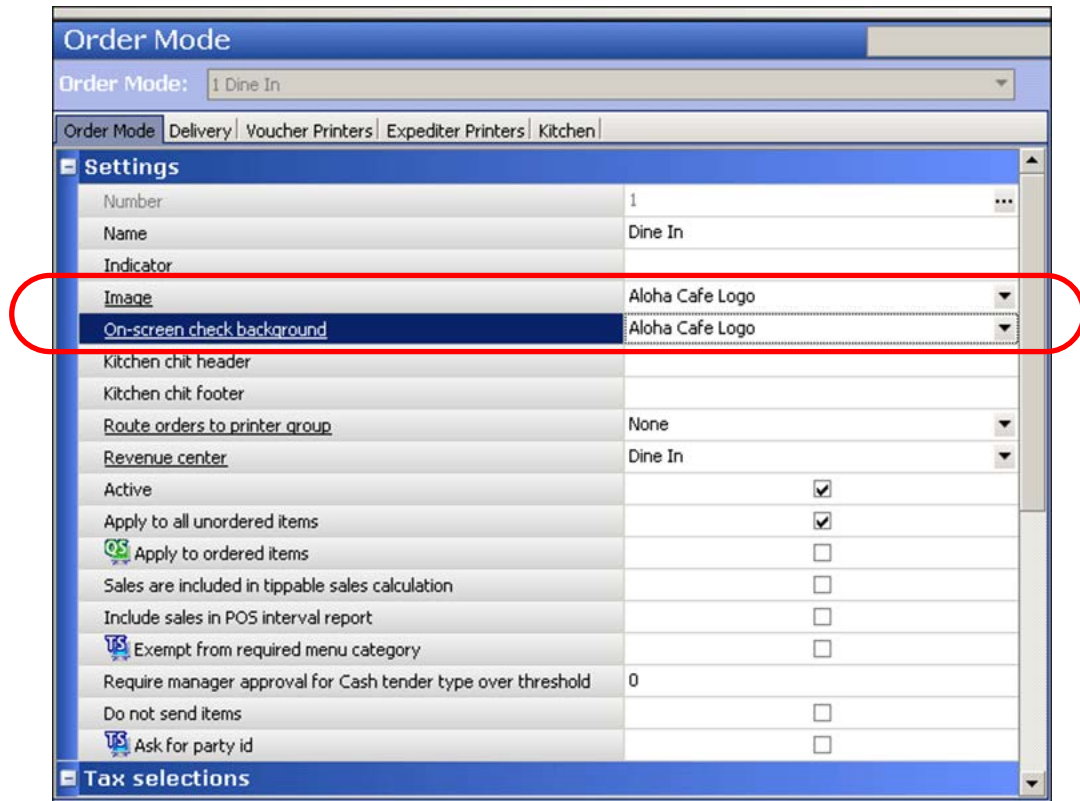 Order Mode
Order Mode: 1 Dine In
Order Mode Delivery Voucher Printers Expediter Printers Kitchen
Settings
Number 1 ...
Name Dine In
Indicator
Image Aloha Cafe Logo
On-screen check background Aloha Cafe Logo
Kitchen chit header
Kitchen chit footer
Route orders to printer group None
Revenue center Dine In
Active
Apply to all unordered items
QS Apply to ordered items
Sales are included in tippable sales calculation
Include sales in POS interval report
TS Exempt from required menu category
Require manager approval for Cash tender type over threshold 0
Do not send items
TS Ask for party id
Tax selections